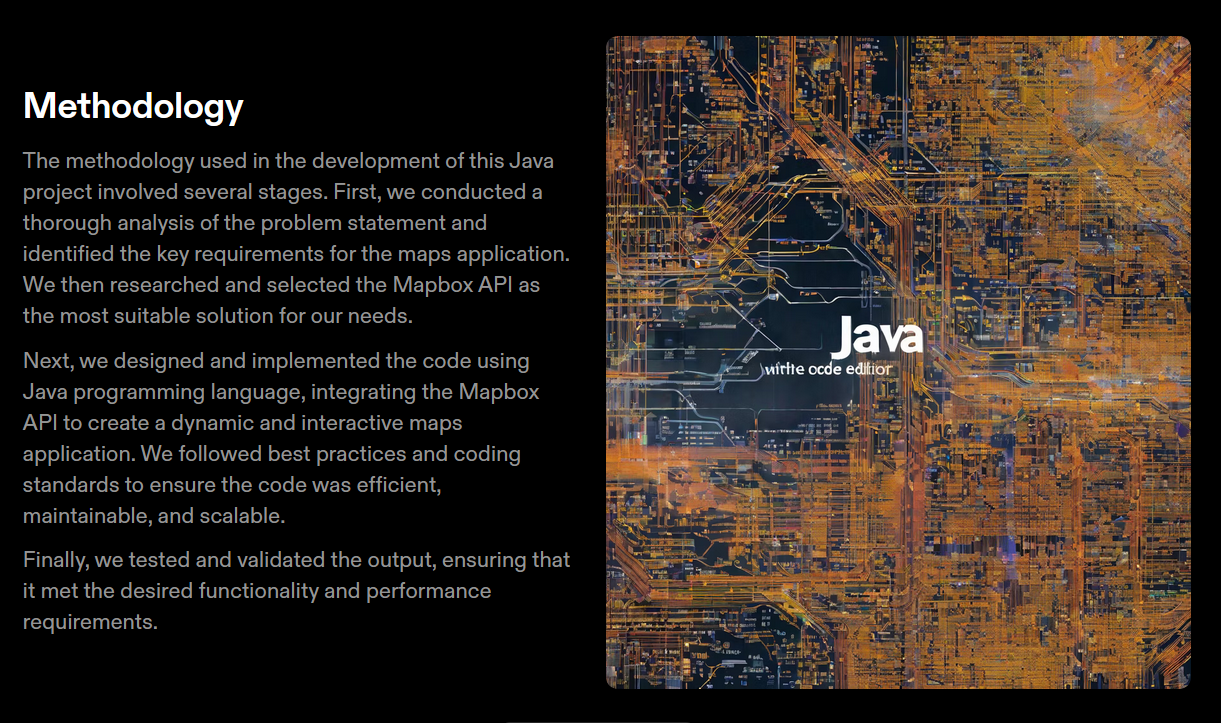 Methodology
The methodology used in the development of this Java
project involved several stages. First, we conducted a
thorough analysis of the problem statement and
identified the key requirements for the maps application.
We then researched and selected the Mapbox API as
the most suitable solution for our needs.
Next, we designed and implemented the code using
Java programming language, integrating the Mapbox
API to create a dynamic and interactive maps
application. We followed best practices and coding
standards to ensure the code was efficient,
maintainable, and scalable.
Finally, we tested and validated the output, ensuring that
it met the desired functionality and performance
requirements.
Java